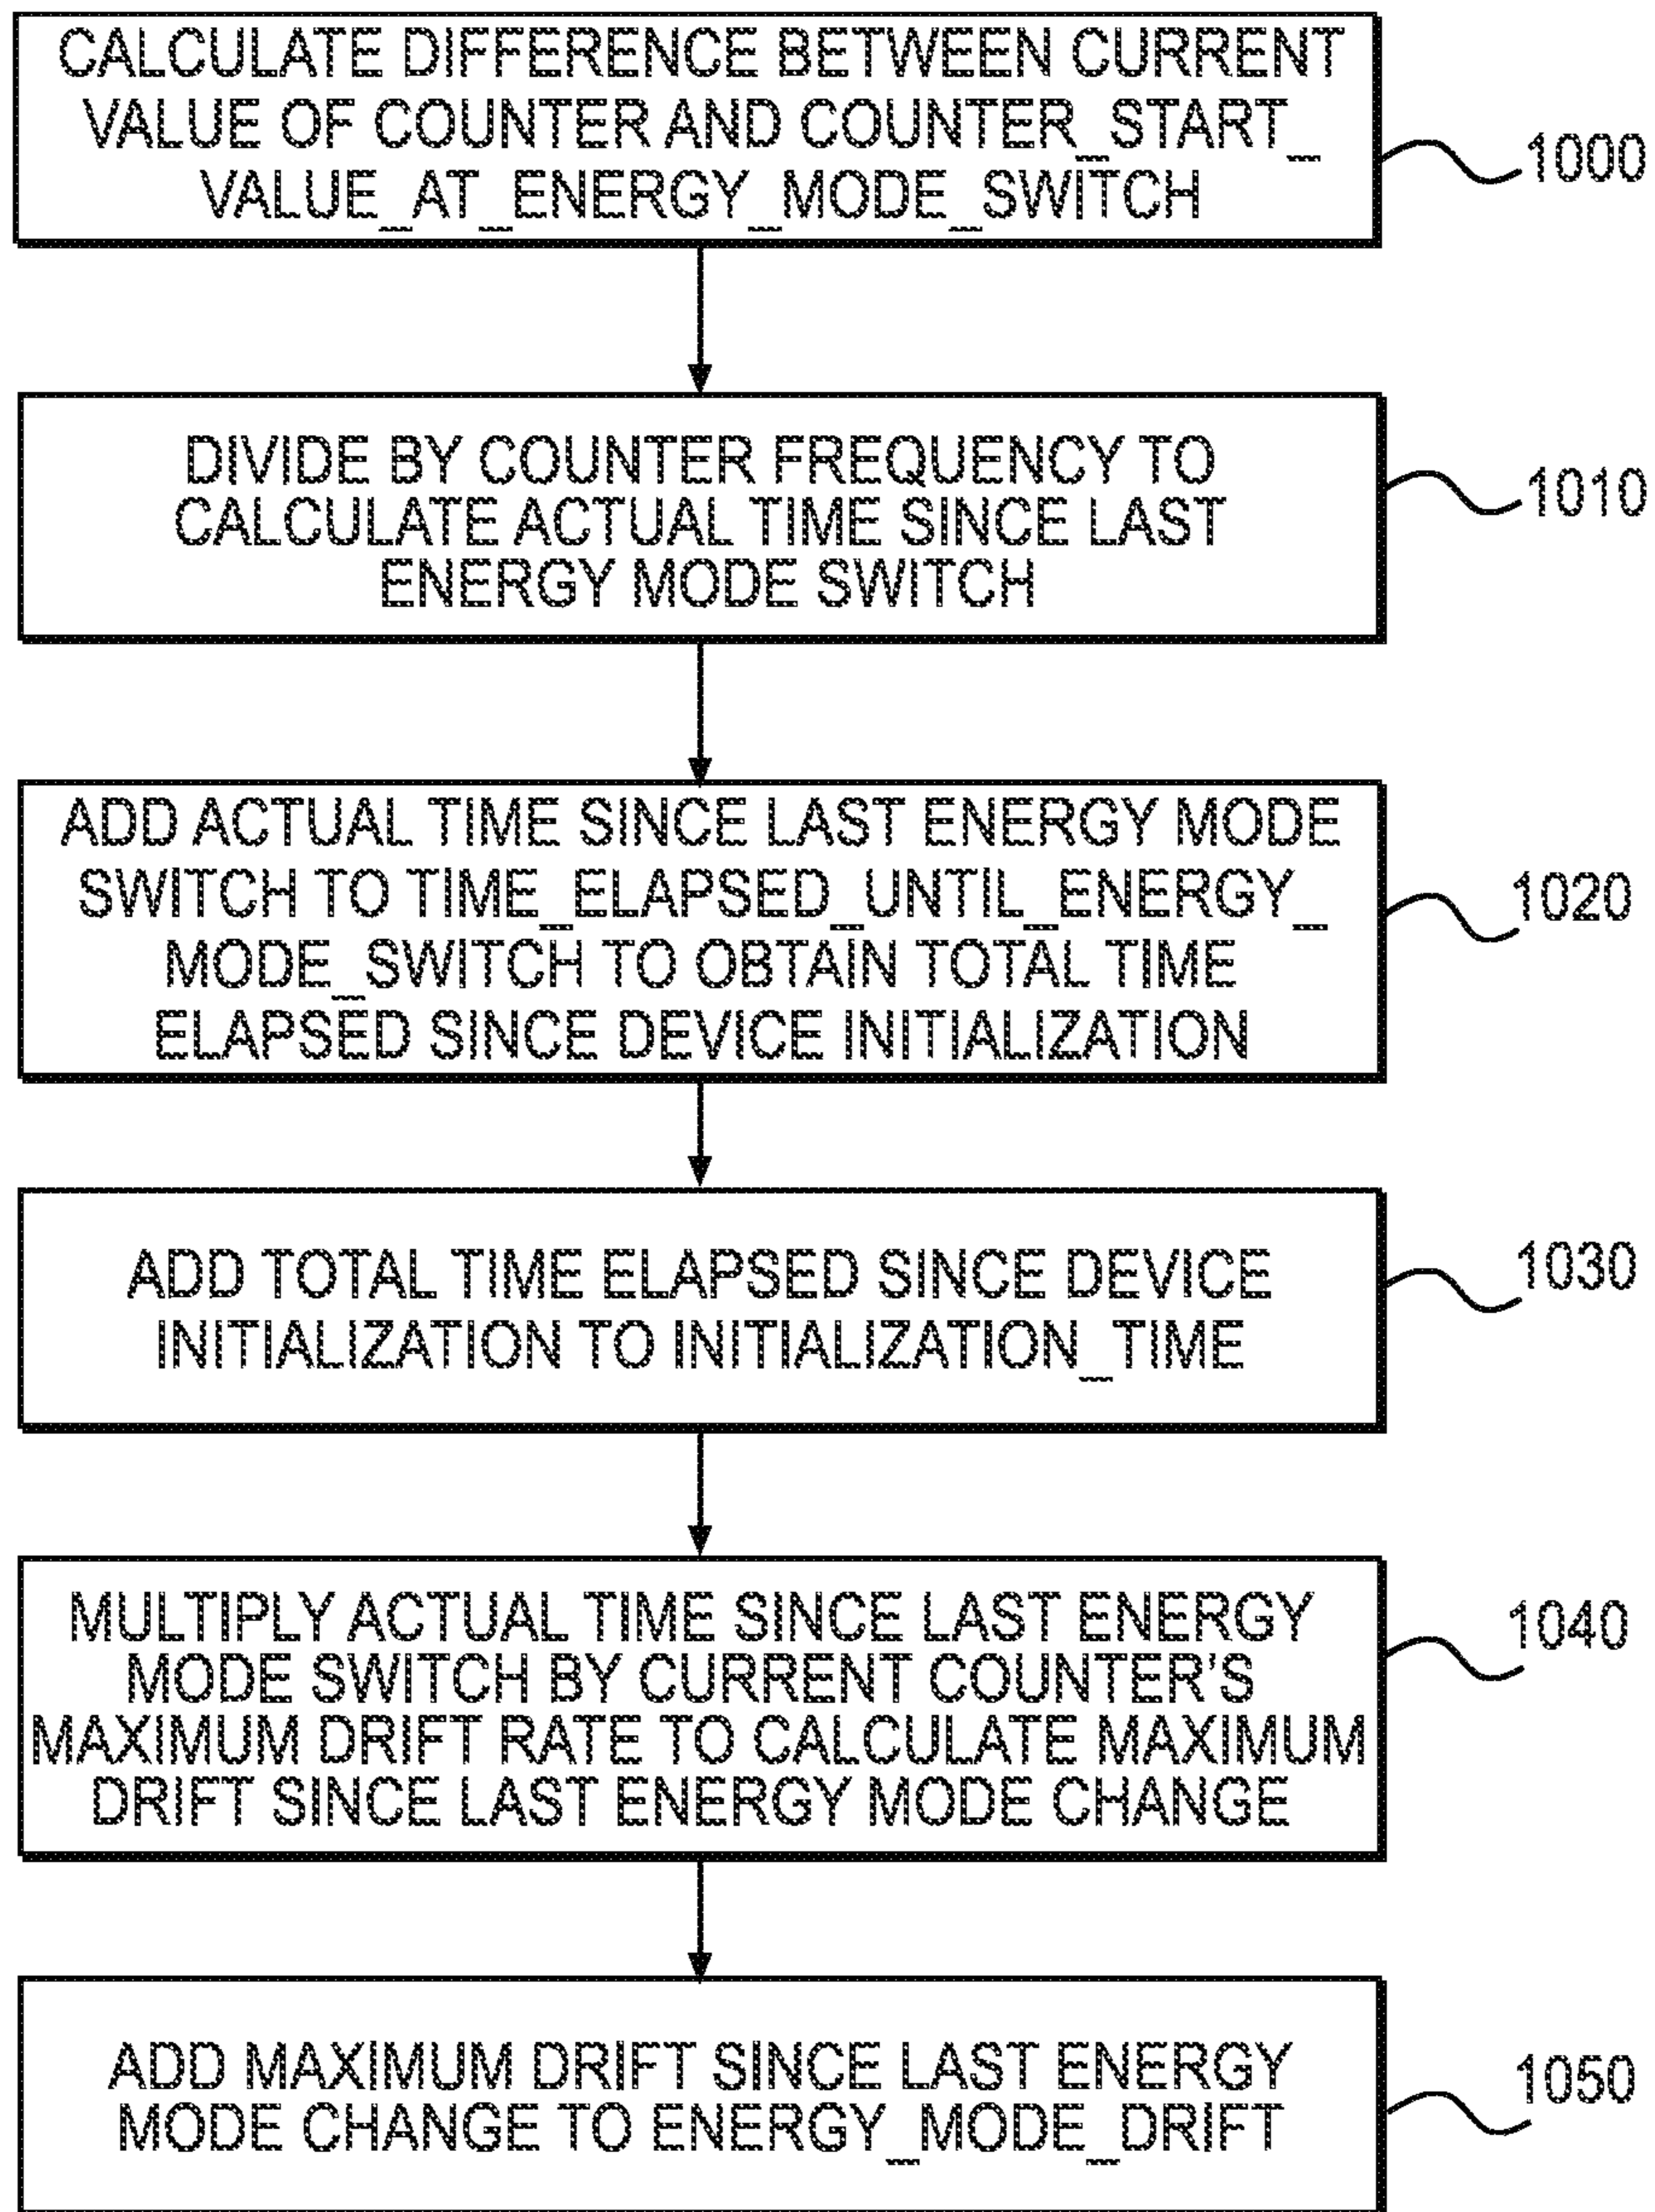 CALCULATE DIFFERENCE BETWEEN CURRENT
VALUE OF COUNTER AND COUNTER_START_
VALUE_AT_ENERGY_MODE_SWITCH
1000
DIVIDE BY COUNTER FREQUENCY TO
CALCULATE ACTUAL TIME SINCE LAST
ENERGY MODE SWITCH
1010
ADD ACTUAL TIME SINCE LAST ENERGY MODE
SWITCH TO TIME_ELAPSED_UNTIL_ENERGY_
MODE_SWITCH TO OBTAIN TOTAL TIME
ELAPSED SINCE DEVICE INITIALIZATION
1020
ADD TOTAL TIME ELAPSED SINCE DEVICE
INITIALIZATION TO INITIALIZATION_TIME
1030
MULTIPLY ACTUAL TIME SINCE LAST ENERGY
MODE SWITCH BY CURRENT COUNTER'S
MAXIMUM DRIFT RATE TO CALCULATE MAXIMUM
DRIFT SINCE LAST ENERGY MODE CHANGE
1040
ADD MAXIMUM DRIFT SINCE LAST ENERGY
MODE CHANGE TO ENERGY_MODE_DRIFT
1050